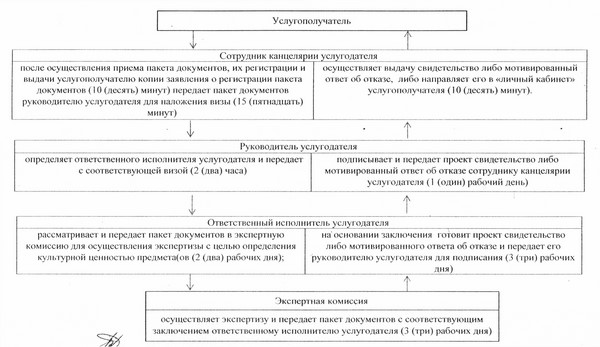 Услугополучатель
Сотрудник канцелярии услугодателя
после осуществления приема пакета документов, их регистрации и
выдачи услугополучателю копии заявления о регистрации пакета
документов (10 (десять) минут) передает пакет документов
руководителю услугодателя для наложения визы (15 (пятнадцать)
минут)
осуществляет выдачу свидетельство либо мотивированный
ответ об отказе, либо направляет его в «личный кабинет»
услугополучателя (10 (десять) минут).
Руководитель услугодателя
определяет ответственного исполнителя услугодателя и передает
с соответствующей визой (2 (два) часа)
подписывает и передает проект свидетельство либо
мотивированный ответ об отказе сотруднику канцелярии
услугодателя (1 (один) рабочий день)
Ответственный исполнитель услугодателя
рассматривает и передает пакет документов в экспертную
комиссию для осуществления экспертизы с целью определения
культурной ценностью предмета(ов (2 (два) рабочих дня);
на основании заключения готовит проект свидетельство
либо мотивированного ответа об отказе и передает его
руководителю услугодателя для подписания (3 (три) рабочих
дня)
Экспертная комиссия
осуществляет экспертизу и передает пакет документов с соответствующим
заключением ответственному исполнителю услугодателя (3 (три) рабочих дня)